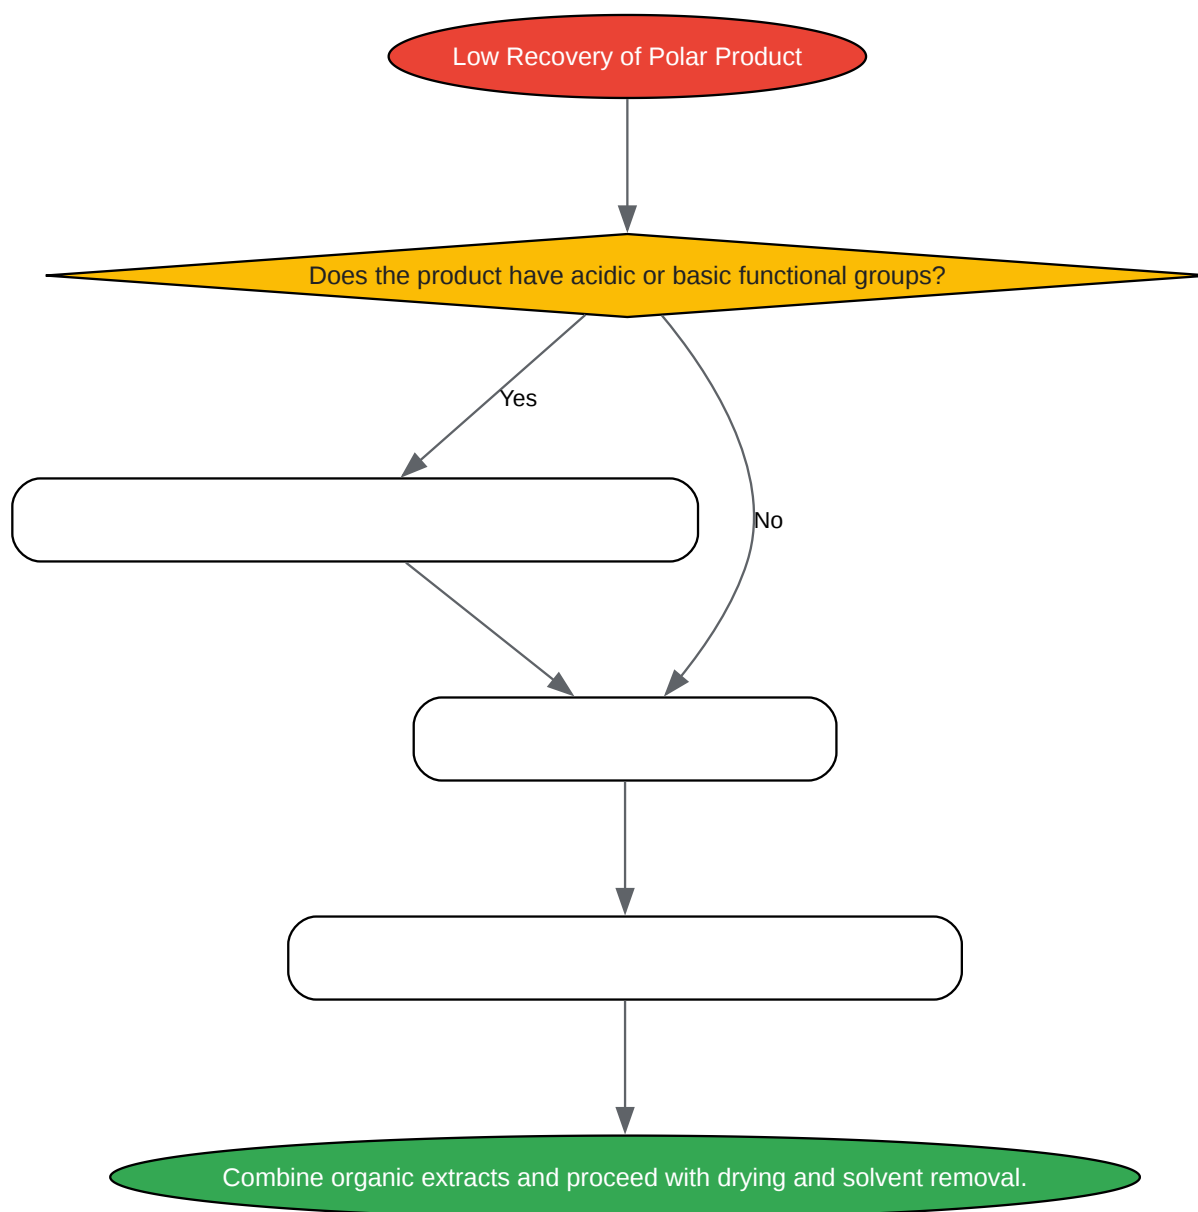 Low Recovery of Polar Product
Does the product have acidic or basic functional groups?
Yes
No
Combine organic extracts and proceed with drying and solvent removal.